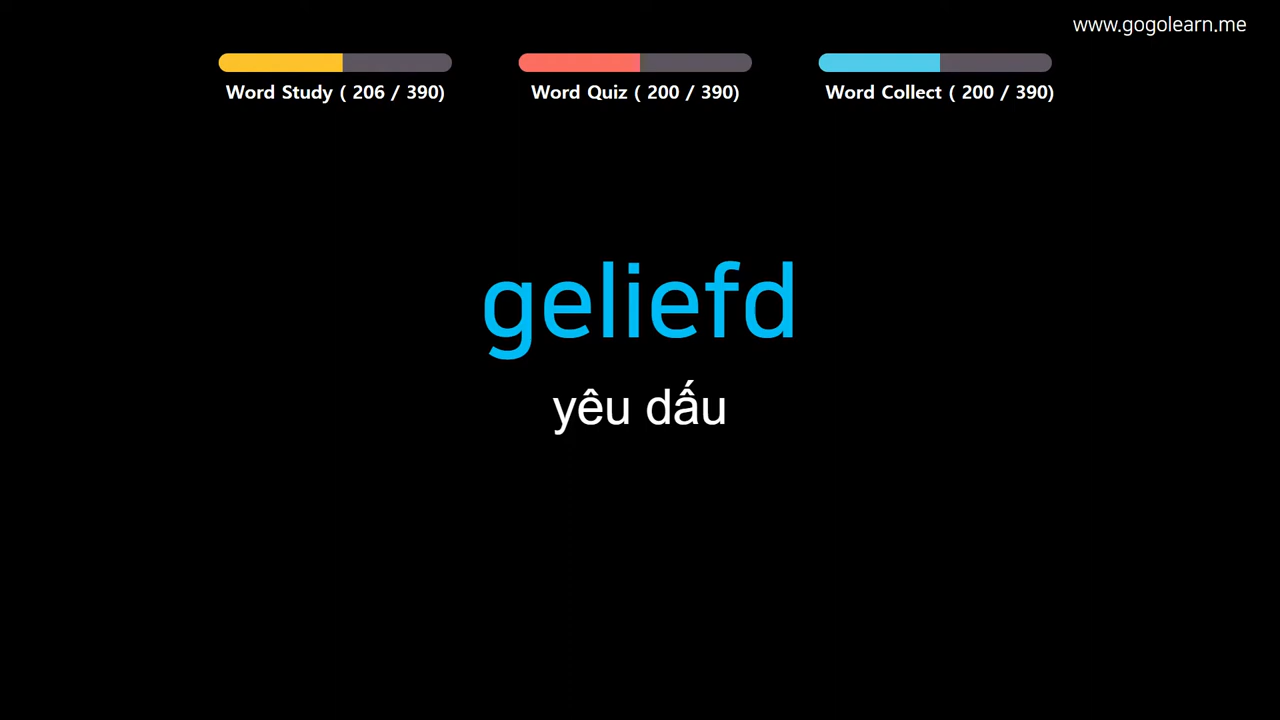 www.gogolearn.me
Word Study ( 206 / 390)
Word Quiz ( 200 / 390)
Word Collect ( 200 / 390)
geliefd
yêu dấu